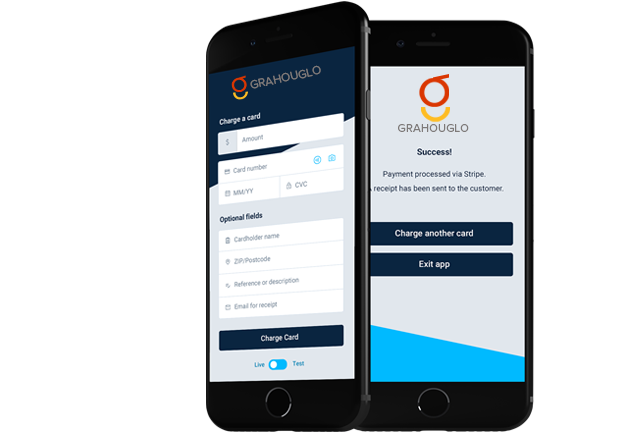 GRAHOUGLO
Charge a card
$ Amount
Card number
MM/YY CVC
Optional fields
Cardholder name
ZIP/Postcode
Reference or description
Email for receipt
Charge Card
Live Test
g
GRAHOUGLO
Success!
Payment processed via Stripe.
receipt has been sent to the customer.
Charge another card
Exit app